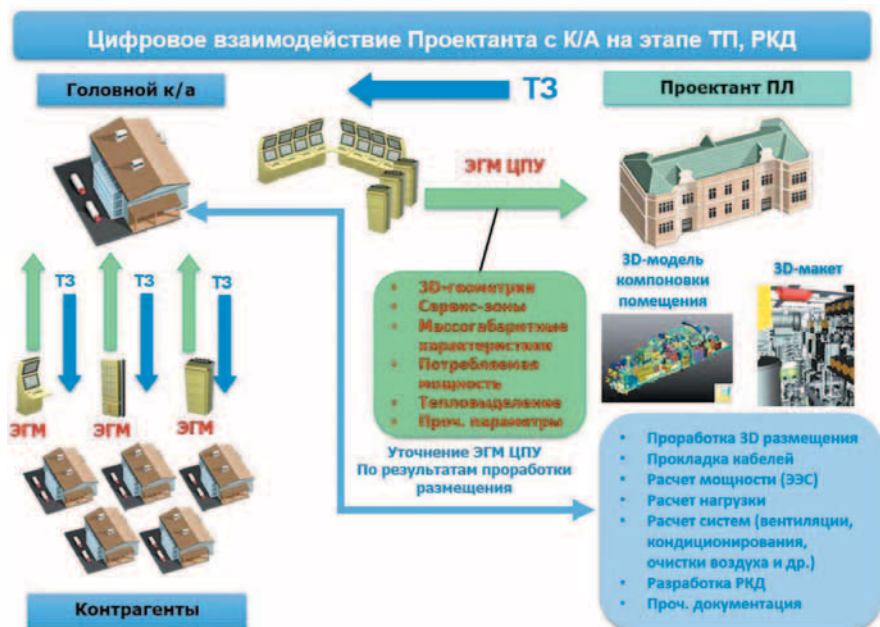 Цифровое взаимодействие Проектанта с К/А на этапе ТП, РКД
Головной к/а
ТЗ
Проектант ПЛ
ЭГМ ЦПУ
3D-модель
компоновки
помещения
3D-макет
ТЗ
ТЗ
ТЗ
• 3D-геометрия
• Сервис-зоны
• Массогабаритные
характеристики
• Потребляемая
мощность
• Тепловыделение
• Проч. параметры
ЭГМ
ЭГМ
ЭГМ
Уточнение ЭГМ ЦПУ
По результатам проработки
размещения
• Проработка 3D размещения
• Прокладка кабелей
• Расчет мощности (ЭЭС)
• Расчет нагрузки
• Расчет систем (вентиляции,
кондиционирования,
очистки воздуха и др.)
• Разработка РКД
• Проч. документация
Контрагенты